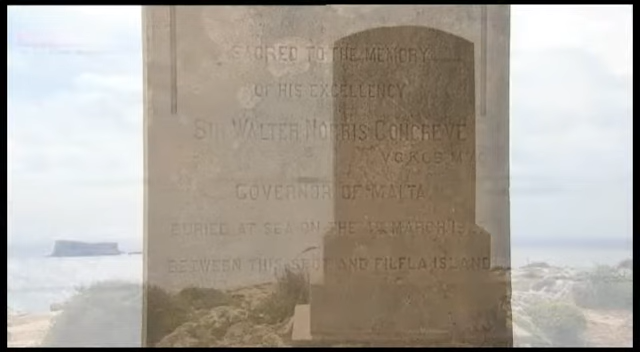 SACRED TO THE MEMORY
OF HIS EXCELLENCY
SIR WALTER NORRIS CONGREVE
GOVERNOR OF MALTA
BURIED AT SEA ON THE MARCH
BETWEEN THIS SPOT AND FILFLA ISLAND